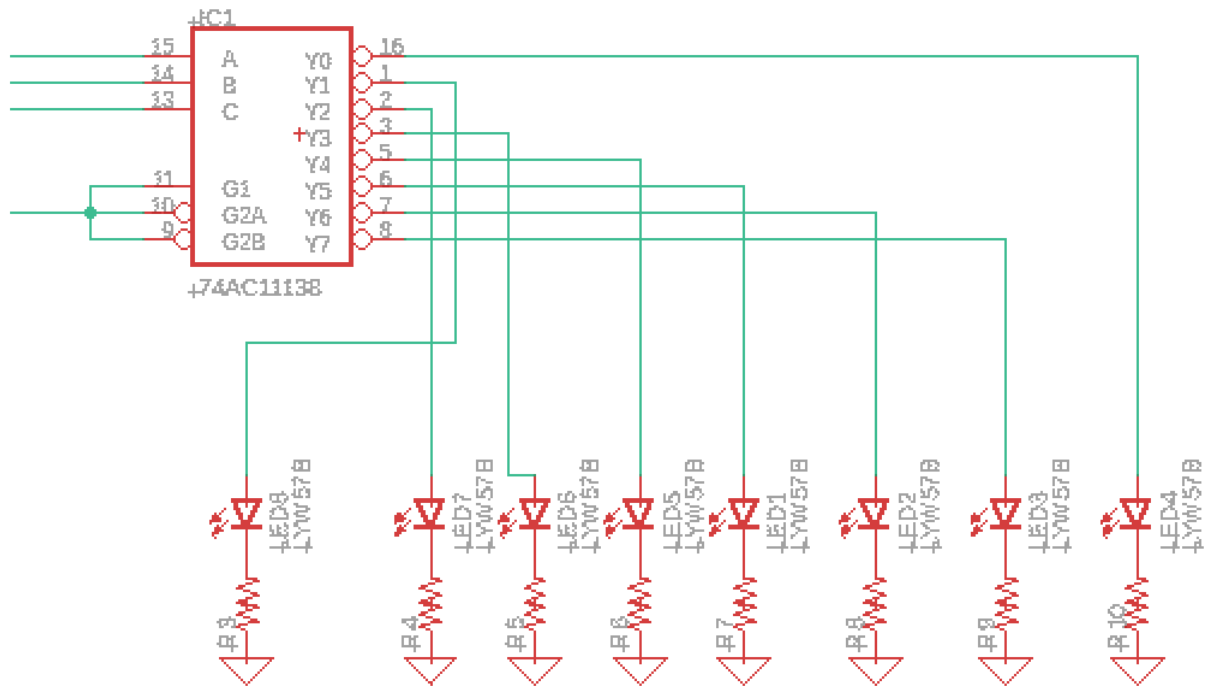 IC1
15 A Y0 16
14 B Y1 1
13 C Y2 2
Y3 3
Y4 5
11 G1 Y5 6
10 G2A Y6 7
9 G2B Y7 8
74AC11138
LED8
LYW57B
LED7
LYW57B
LED6
LYW57B
LED5
LYW57B
LED1
LYW57B
LED2
LYW57B
LED3
LYW57B
LED4
LYW57B
R3
R4
R5
R6
R7
R8
R9
R10